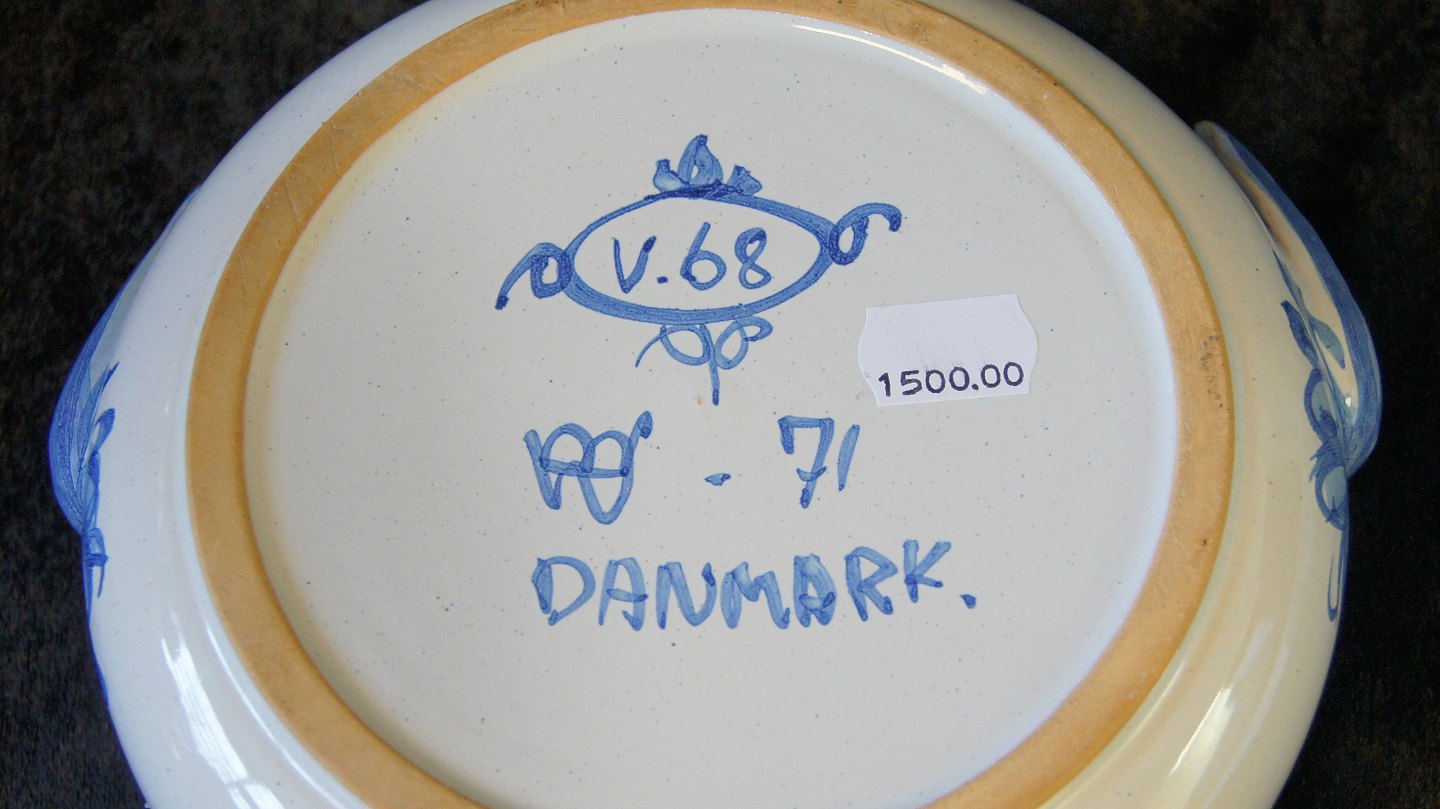 V.68
1500.00
- 71
DANMARK.